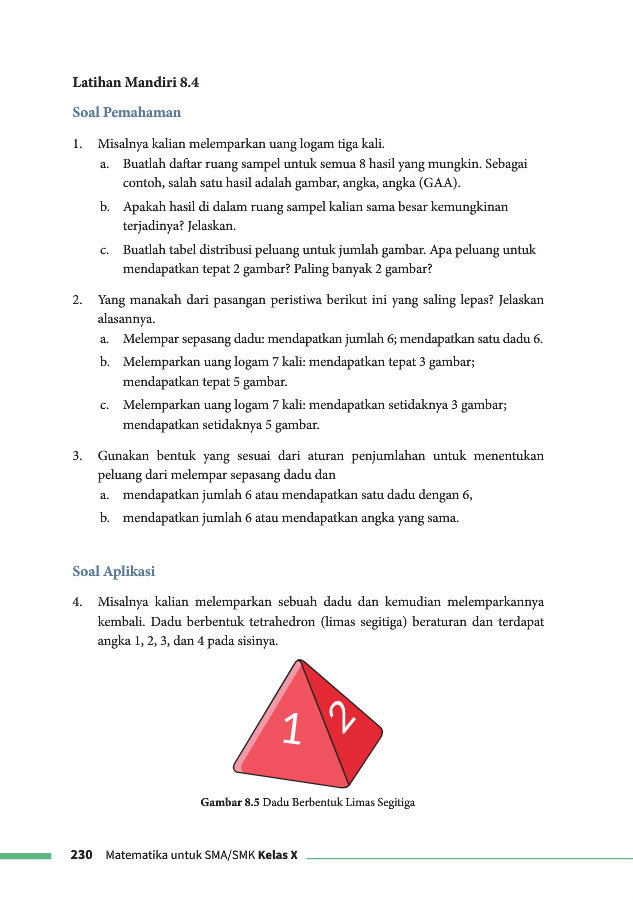 Latihan Mandiri 8.4
Soal Pemahaman
1. Misalnya kalian melemparkan uang logam tiga kali.
a. Buatlah daftar ruang sampel untuk semua 8 hasil yang mungkin. Sebagai
contoh, salah satu hasil adalah gambar, angka, angka (GAA).
b. Apakah hasil di dalam ruang sampel kalian sama besar kemungkinan
terjadinya? Jelaskan.
c. Buatlah tabel distribusi peluang untuk jumlah gambar. Apa peluang untuk
mendapatkan tepat 2 gambar? Paling banyak 2 gambar?
2. Yang manakah dari pasangan peristiwa berikut ini yang saling lepas? Jelaskan
alasannya.
a. Melempar sepasang dadu: mendapatkan jumlah 6; mendapatkan satu dadu 6.
b. Melemparkan uang logam 7 kali: mendapatkan tepat 3 gambar;
mendapatkan tepat 5 gambar.
c. Melemparkan uang logam 7 kali: mendapatkan setidaknya 3 gambar;
mendapatkan setidaknya 5 gambar.
3. Gunakan bentuk yang sesuai dari aturan penjumlahan untuk menentukan
peluang dari melempar sepasang dadu dan
a. mendapatkan jumlah 6 atau mendapatkan satu dadu dengan 6,
b. mendapatkan jumlah 6 atau mendapatkan angka yang sama.
Soal Aplikasi
4. Misalnya kalian melemparkan sebuah dadu dan kemudian melemparkannya
kembali. Dadu berbentuk tetrahedron (limas segitiga) beraturan dan terdapat
angka 1, 2, 3, dan 4 pada sisinya.
1 2
Gambar 8.5 Dadu Berbentuk Limas Segitiga
230 Matematika untuk SMA/SMK Kelas X